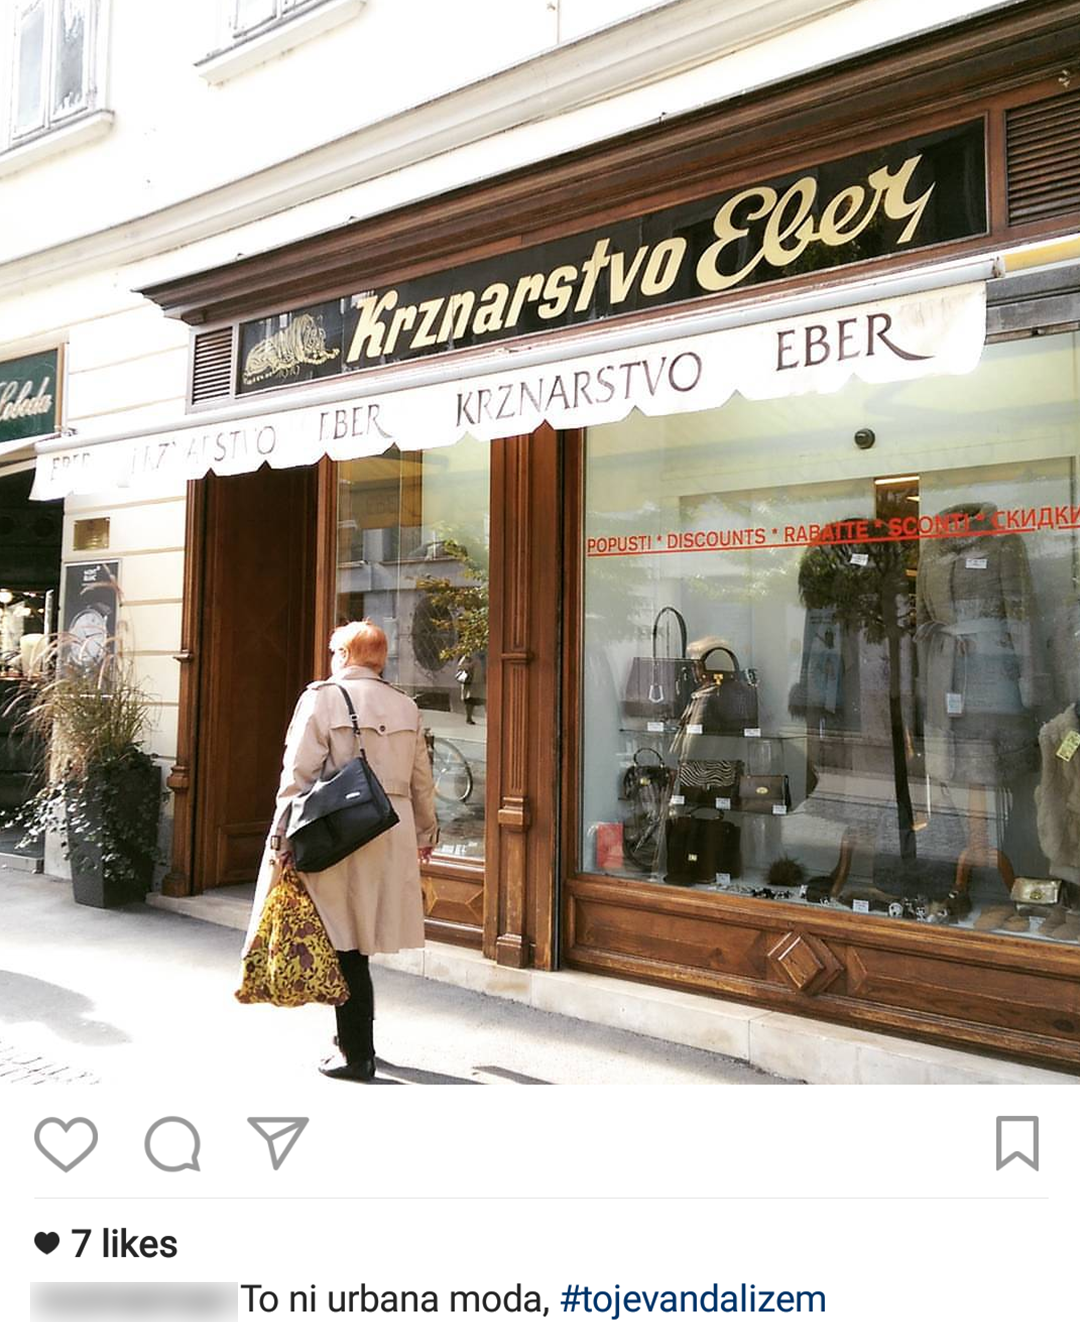 Krznarstvo Eber
KRZNARSTVO EBER
EBER
POPUSTI * DISCOUNTS * RABATTE * SCONTI * СКИДКИ
7 likes
To ni urbana moda, #tojevandalizem